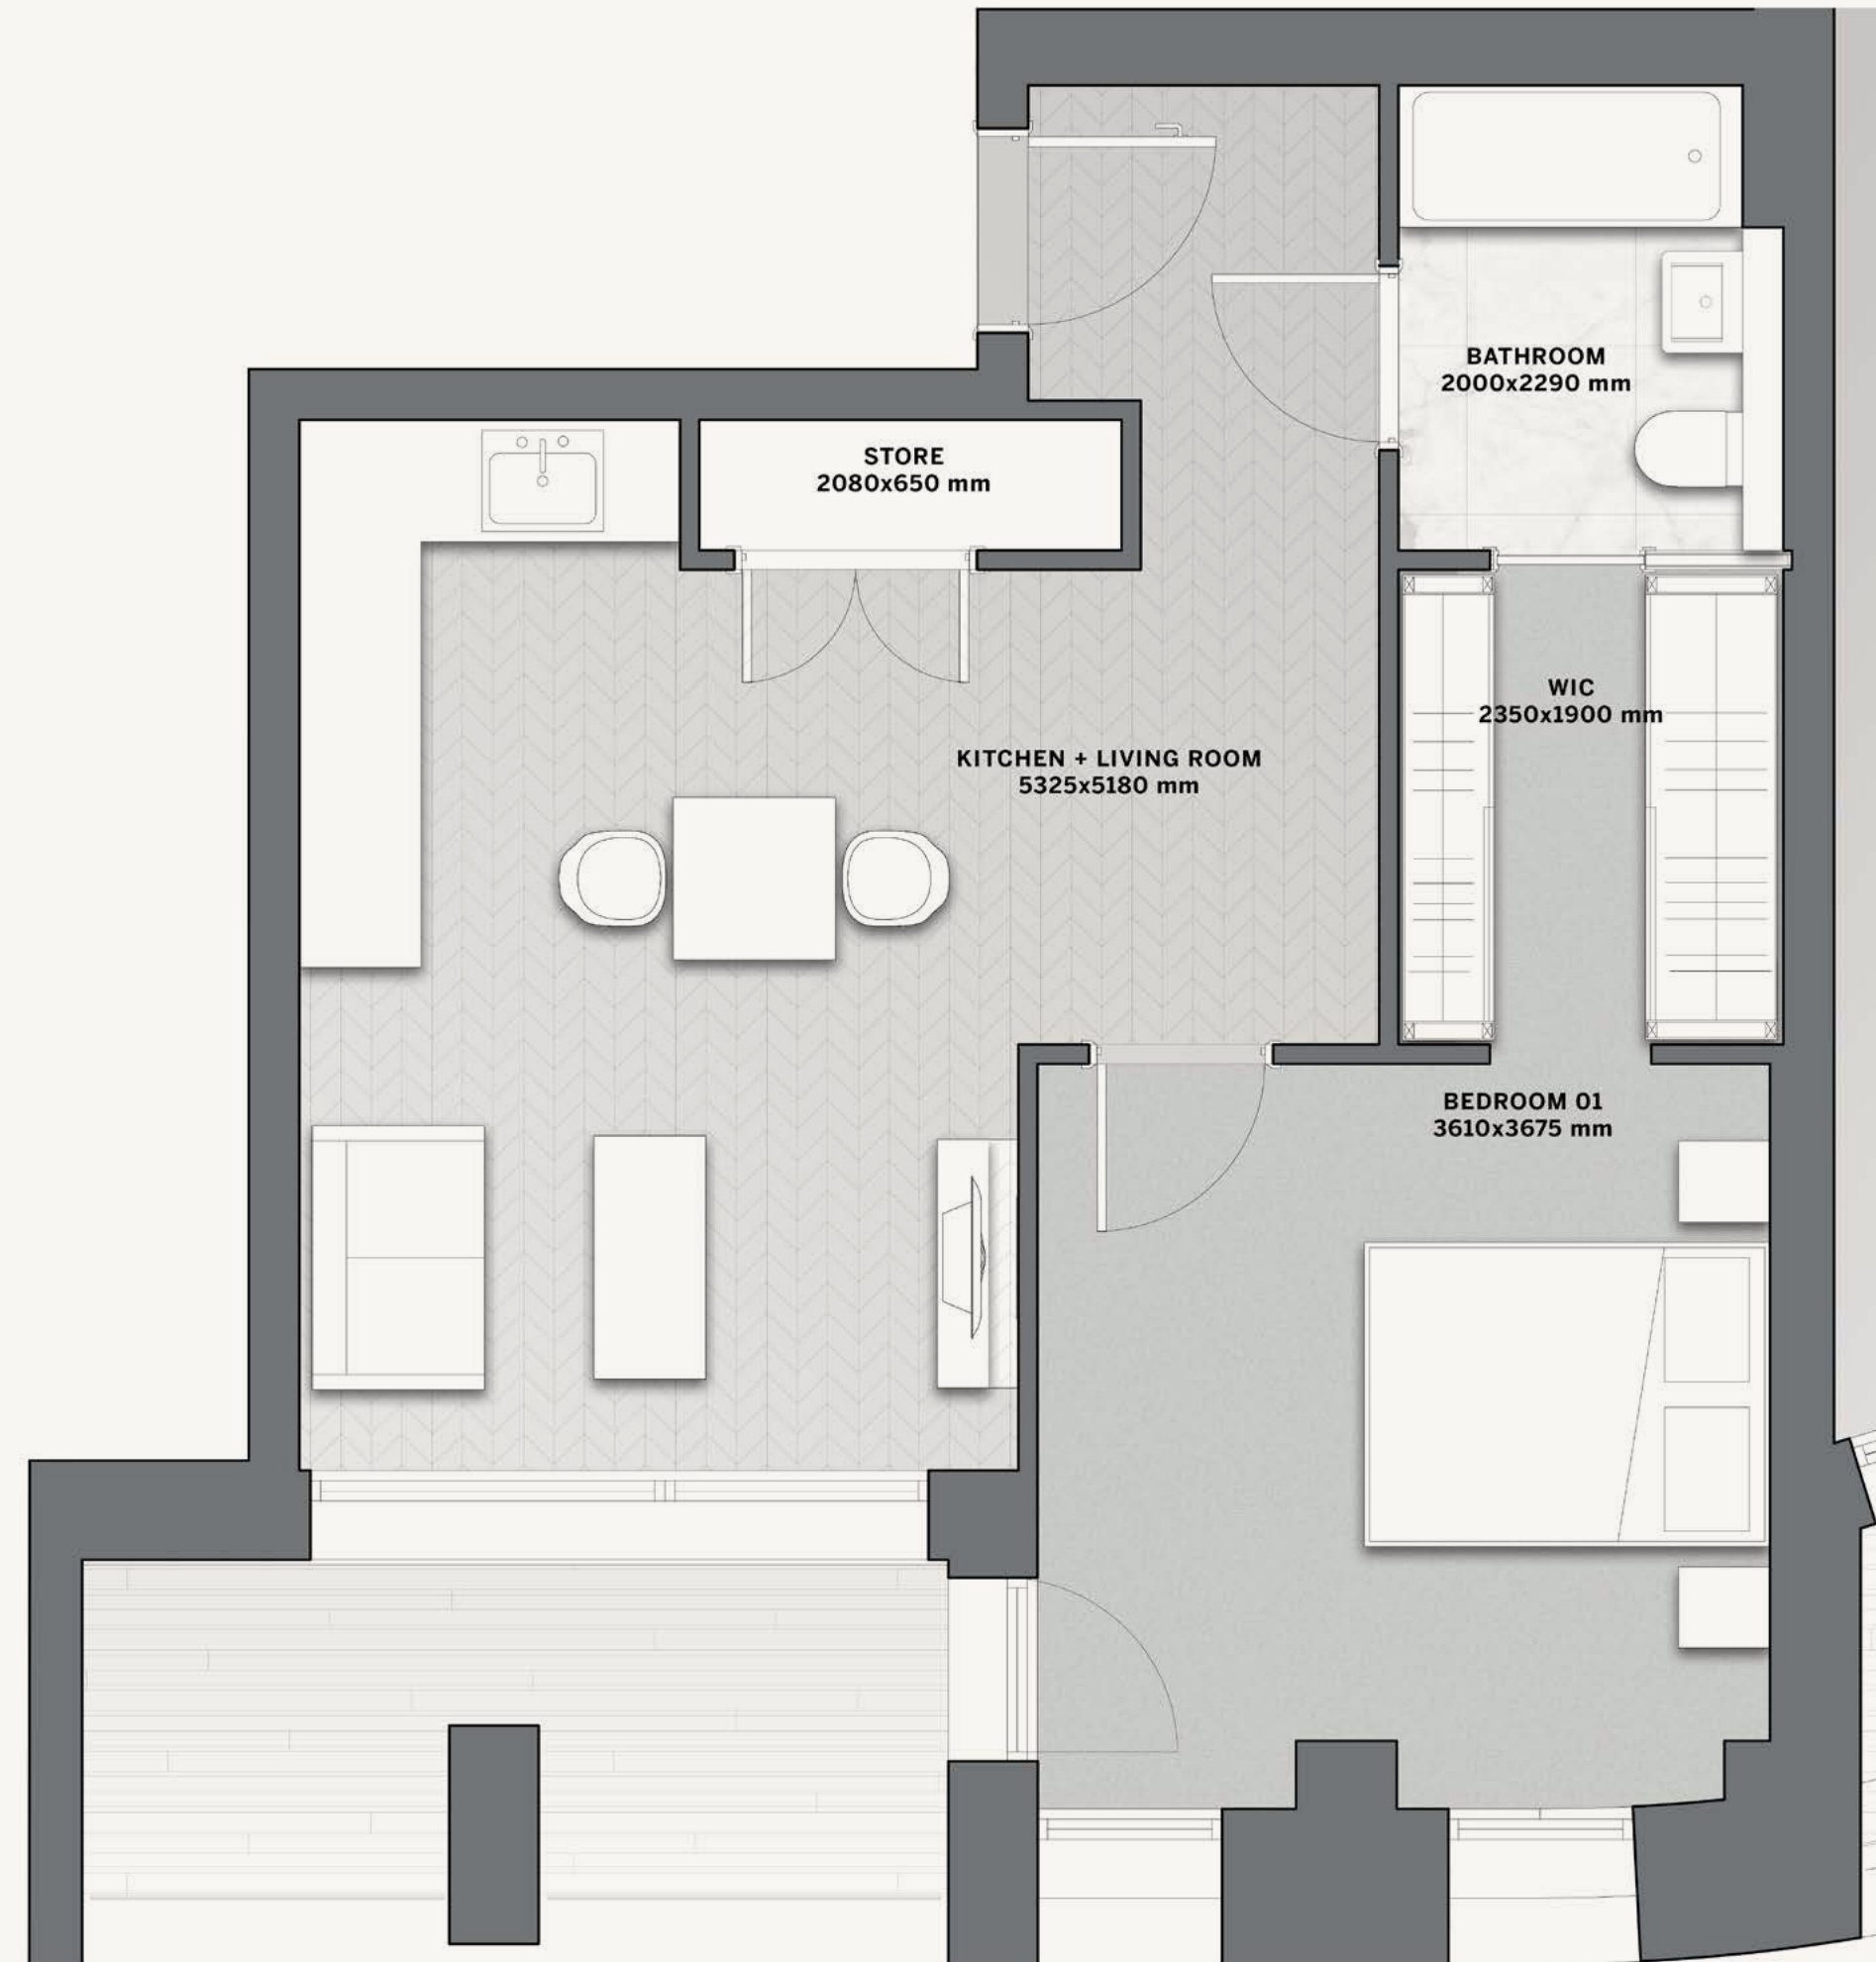 BATHROOM
2000x2290 mm
STORE
2080x650 mm
WIC
2350x1900 mm
KITCHEN + LIVING ROOM
5325x5180 mm
BEDROOM 01
3610x3675 mm